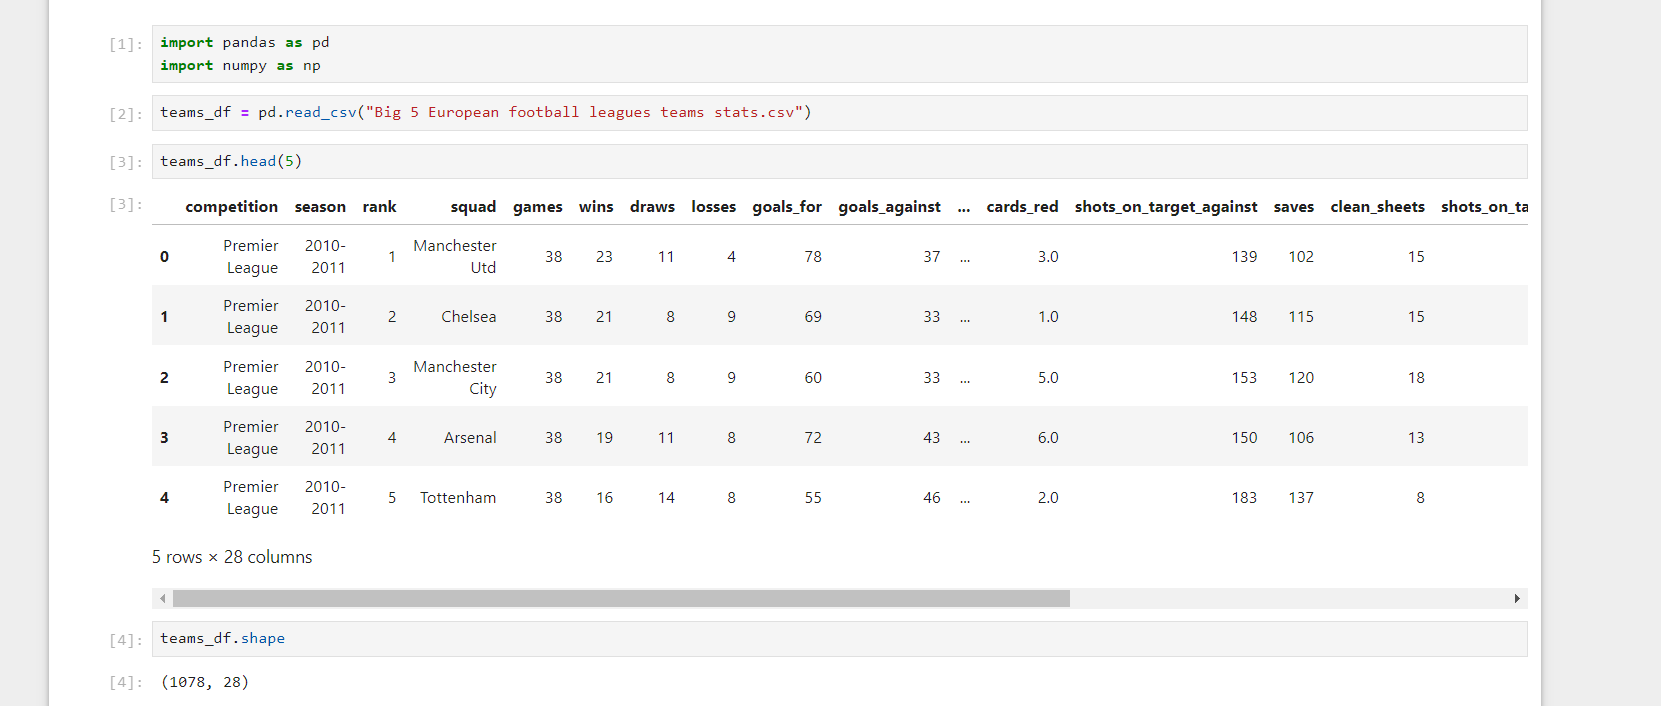 [1]: import pandas as pd
import numpy as np
[2]: teams_df = pd.read_csv("Big 5 European football leagues teams stats.csv")
[3]: teams_df.head(5)
[3]: competition season rank squad games wins draws losses goals_for goals_against ... cards_red shots_on_target_against saves clean_sheets shots_on_ta
0 Premier League 2010-2011 1 Manchester Utd 38 23 11 4 78 37 ... 3.0 139 102 15
1 Premier League 2010-2011 2 Chelsea 38 21 8 9 69 33 ... 1.0 148 115 15
2 Premier League 2010-2011 3 Manchester City 38 21 8 9 60 33 ... 5.0 153 120 18
3 Premier League 2010-2011 4 Arsenal 38 19 11 8 72 43 ... 6.0 150 106 13
4 Premier League 2010-2011 5 Tottenham 38 16 14 8 55 46 ... 2.0 183 137 8
5 rows × 28 columns
[4]: teams_df.shape
[4]: (1078, 28)